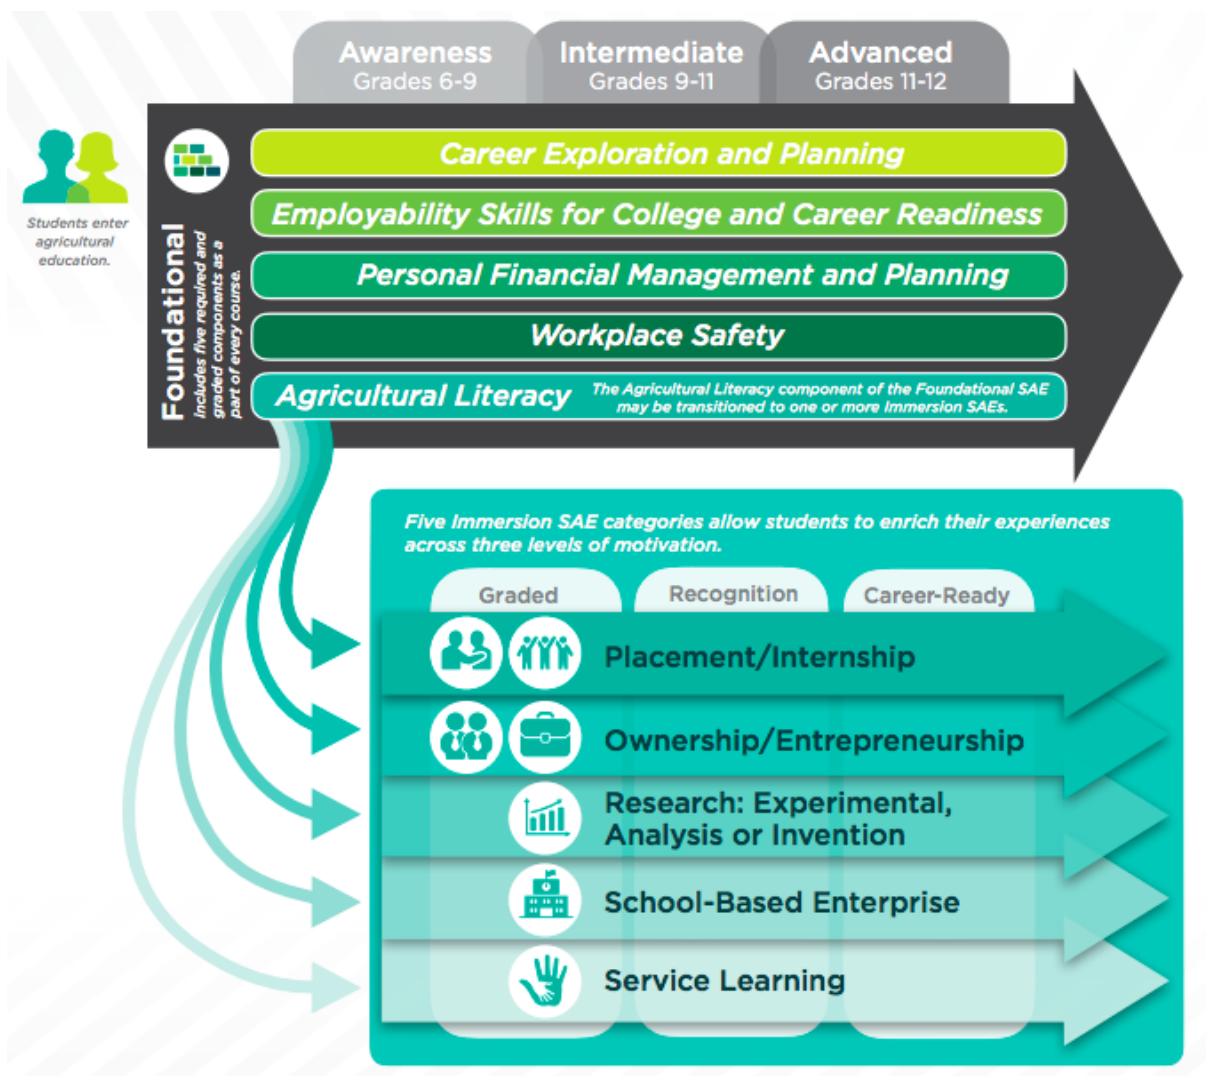 Awareness
Grades 6-9
Intermediate
Grades 9-11
Advanced
Grades 11-12
Students enter
agricultural
education.
Foundational
Includes five required and
graded components as a
part of every course.
Career Exploration and Planning
Employability Skills for College and Career Readiness
Personal Financial Management and Planning
Workplace Safety
Agricultural Literacy
The Agricultural Literacy component of the Foundational SAE
may be transitioned to one or more Immersion SAEs.
Five Immersion SAE categories allow students to enrich their experiences
across three levels of motivation.
Graded
Recognition
Career-Ready
Placement/Internship
Ownership/Entrepreneurship
Research: Experimental,
Analysis or Invention
School-Based Enterprise
Service Learning